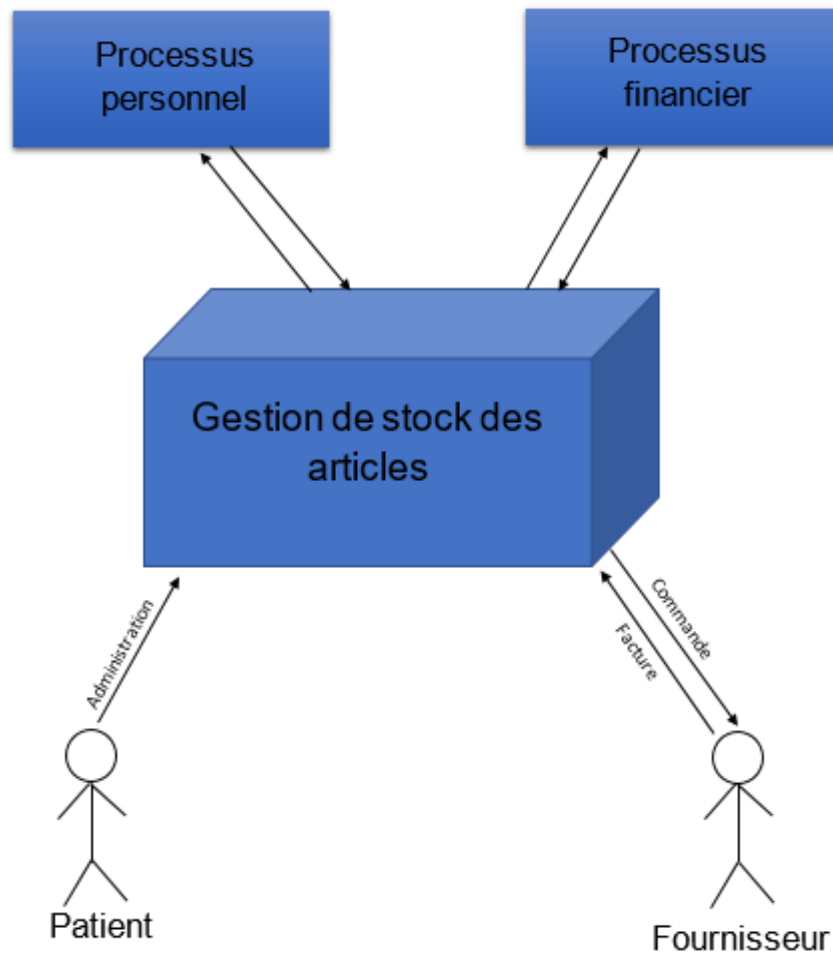 Processus
personnel
Processus
financier
Gestion de stock des
articles
Administration
Commande
Facture
Patient
Fournisseur